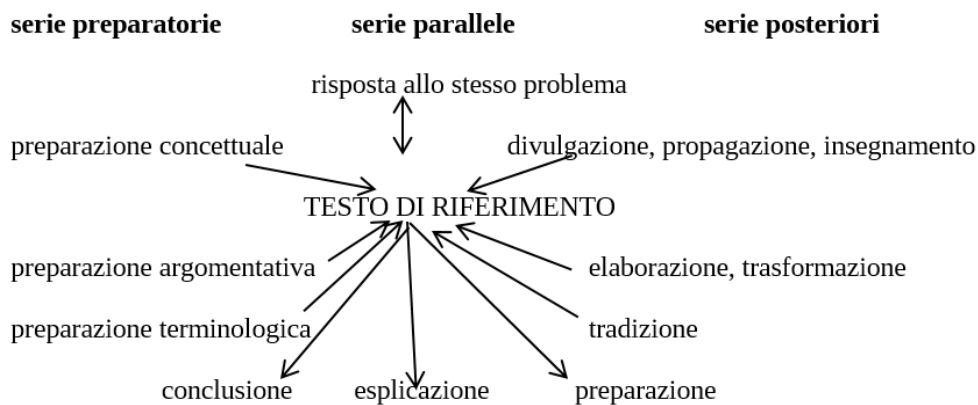 serie preparatorie serie parallele serie posteriori
risposta allo stesso problema
preparazione concettuale divulgazione, propagazione, insegnamento
TESTO DI RIFERIMENTO
preparazione argomentativa elaborazione, trasformazione
preparazione terminologica tradizione
conclusione esplicazione preparazione